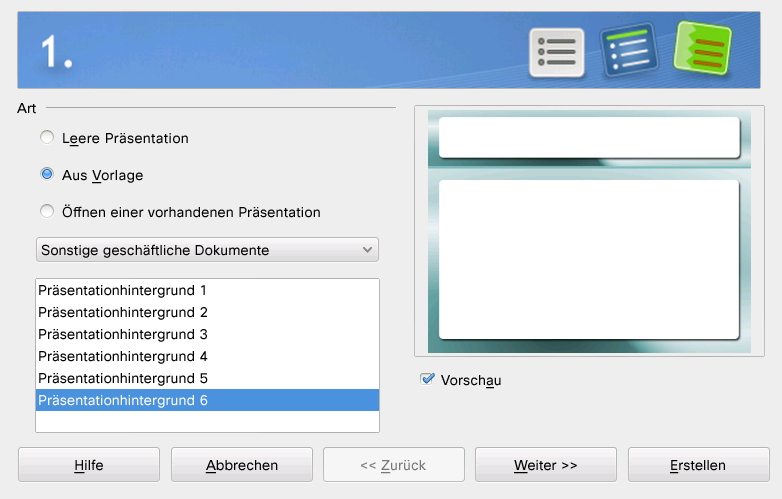 1.
Art
Leere Präsentation
Aus Vorlage
Öffnen einer vorhandenen Präsentation
Sonstige geschäftliche Dokumente
Präsentationhintergrund 1
Präsentationhintergrund 2
Präsentationhintergrund 3
Präsentationhintergrund 4
Präsentationhintergrund 5
Präsentationhintergrund 6
Vorschau
Hilfe
Abbrechen
<< Zurück
Weiter >>
Erstellen